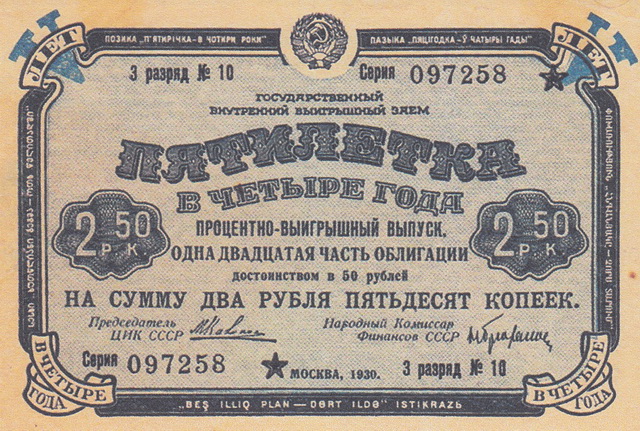 ПОЗИКА „П'ЯТИРІЧКА-В ЧОТИРИ РОКИ"
ПАЗЫКА „ПЯЦІГОДКА-Ў ЧАТЫРЫ ГАДЫ"
ЛЕТ
ЛЕТ
3 разряд № 10
Серия 097258
ГОСУДАРСТВЕННЫЙ
ВНУТРЕННИЙ ВЫИГРЫШНЫЙ ЗАЕМ
ПЯТИЛЕТКА
В ЧЕТЫРЕ ГОДА
ПРОЦЕНТНО-ВЫИГРЫШНЫЙ ВЫПУСК,
ОДНА ДВАДЦАТАЯ ЧАСТЬ ОБЛИГАЦИИ
достоинством в 50 рублей
2 50
Р К
2 50
Р К
НА СУММУ ДВА РУБЛЯ ПЯТЬДЕСЯТ КОПЕЕК.
Председатель
ЦИК СССР
Народный Комиссар
Финансов СССР
Серия 097258
МОСКВА, 1930.
3 разряд № 10
В ЧЕТЫРЕ
ГОДА
В ЧЕТЫРЕ
ГОДА
„BEŞ ILLIQ PLAN — DƏRT ILDƏ" ISTIKRAZЬ